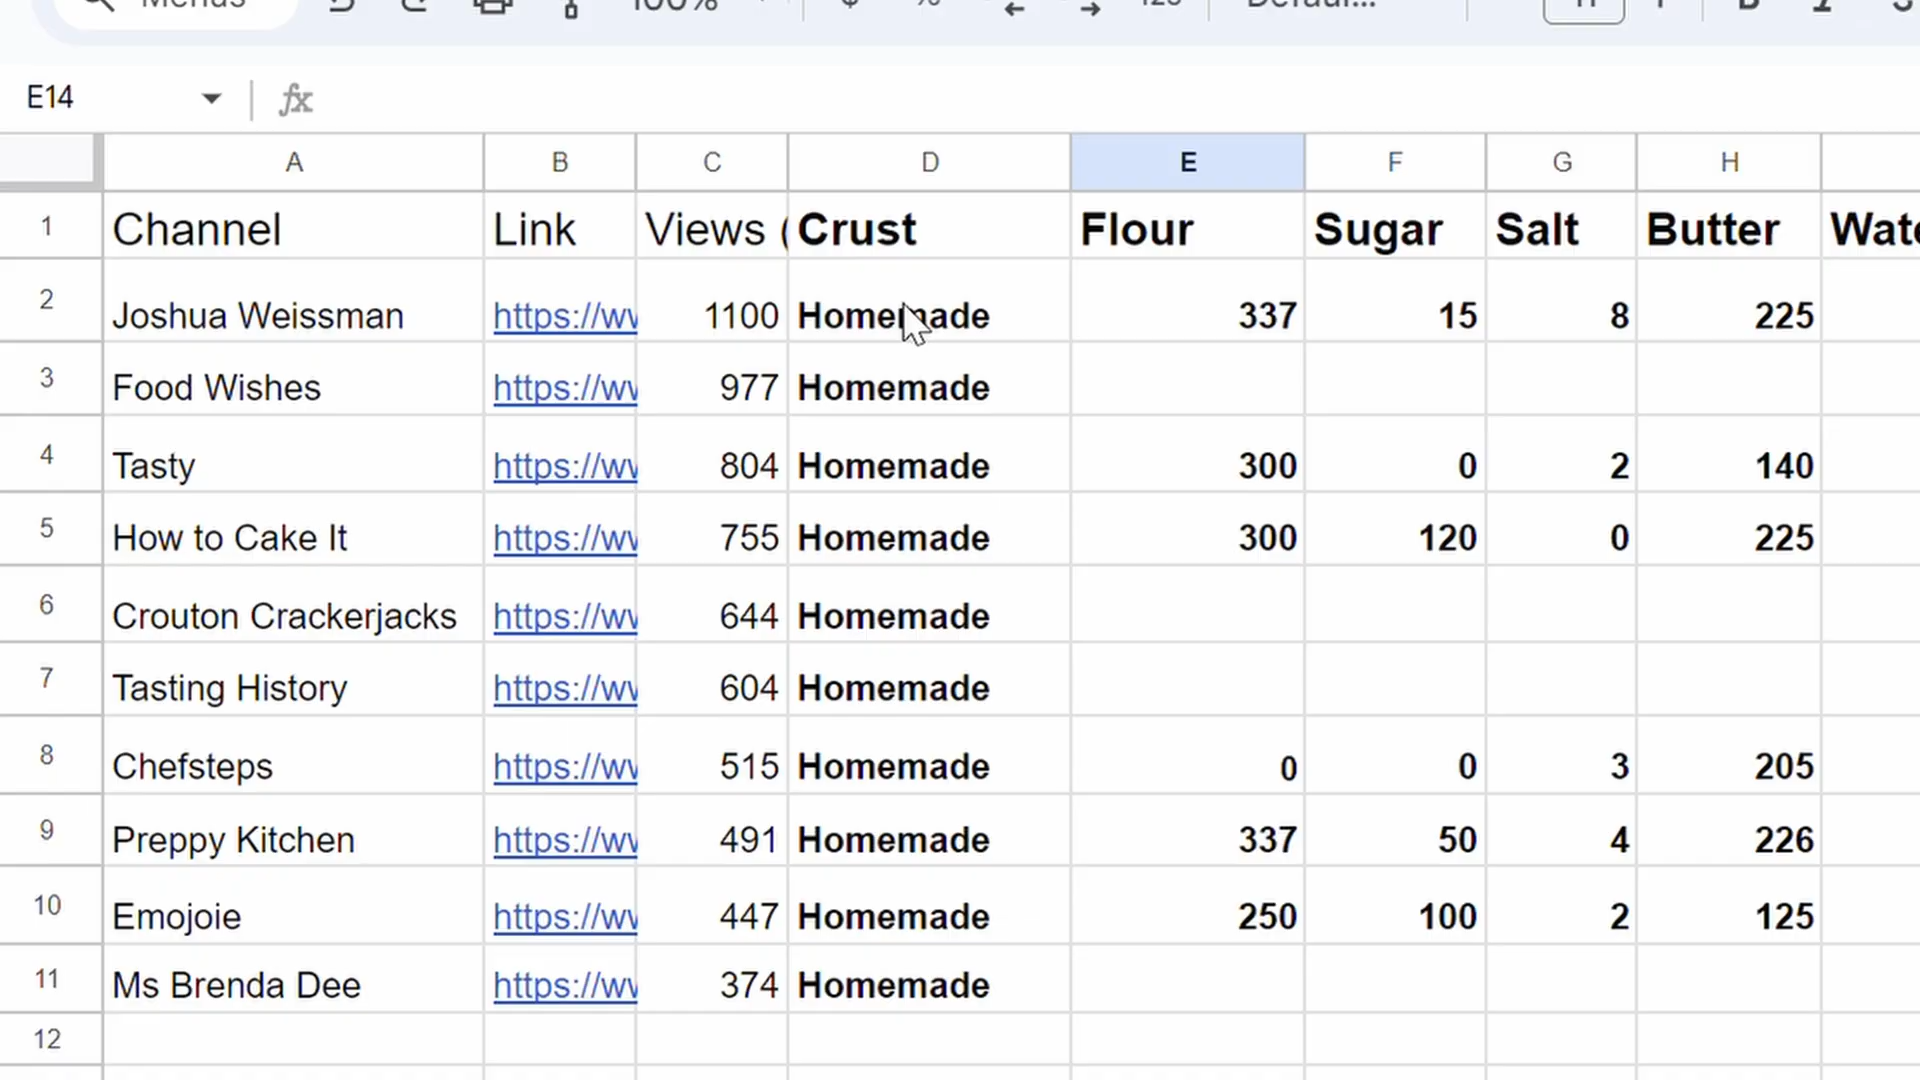 Menus 100% $ % 123 Defaul... 11 B I
E14 fx
A B C D E F G H
1 Channel Link Views ( Crust Flour Sugar Salt Butter Wate
2 Joshua Weissman https://wv 1100 Homemade 337 15 8 225
3 Food Wishes https://wv 977 Homemade
4 Tasty https://wv 804 Homemade 300 0 2 140
5 How to Cake It https://wv 755 Homemade 300 120 0 225
6 Crouton Crackerjacks https://wv 644 Homemade
7 Tasting History https://wv 604 Homemade
8 Chefsteps https://wv 515 Homemade 0 0 3 205
9 Preppy Kitchen https://wv 491 Homemade 337 50 4 226
10 Emojoie https://wv 447 Homemade 250 100 2 125
11 Ms Brenda Dee https://wv 374 Homemade
12